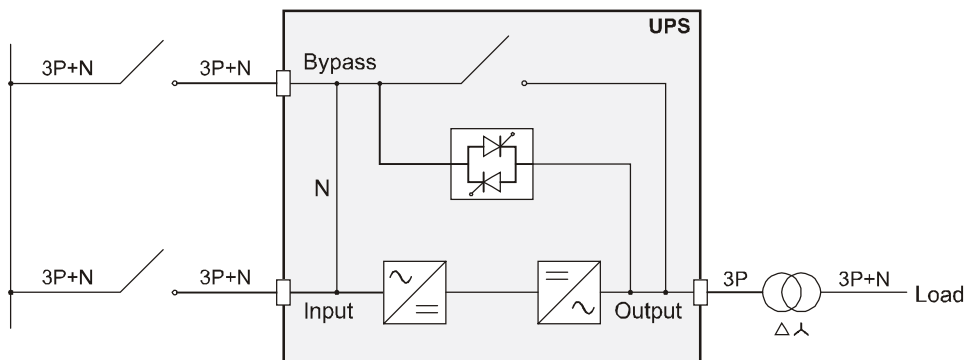 UPS
3P+N
3P+N
Bypass
N
3P+N
3P+N
Input
Output
3P
3P+N
Load